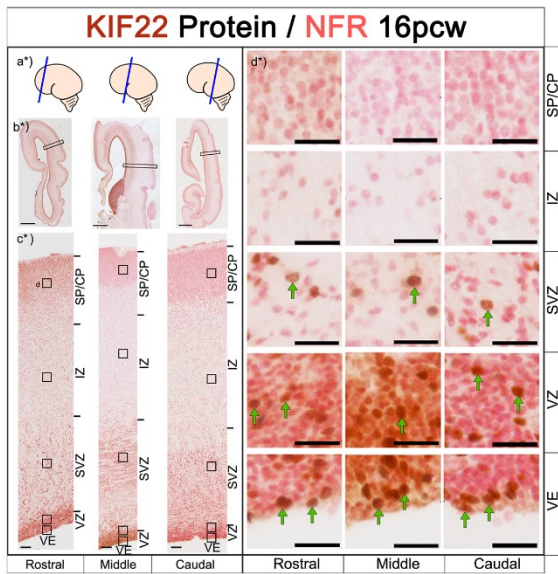 KIF22 Protein / NFR 16pcw
a*)
b*)
c*)
d
SP/CP
IZ
SVZ
VZ
VE
SP/CP
IZ
SVZ
VZ
VE
SP/CP
IZ
SVZ
VZ
VE
Rostral Middle Caudal
d*)
SP/CP
IZ
SVZ
VZ
VE
Rostral Middle Caudal